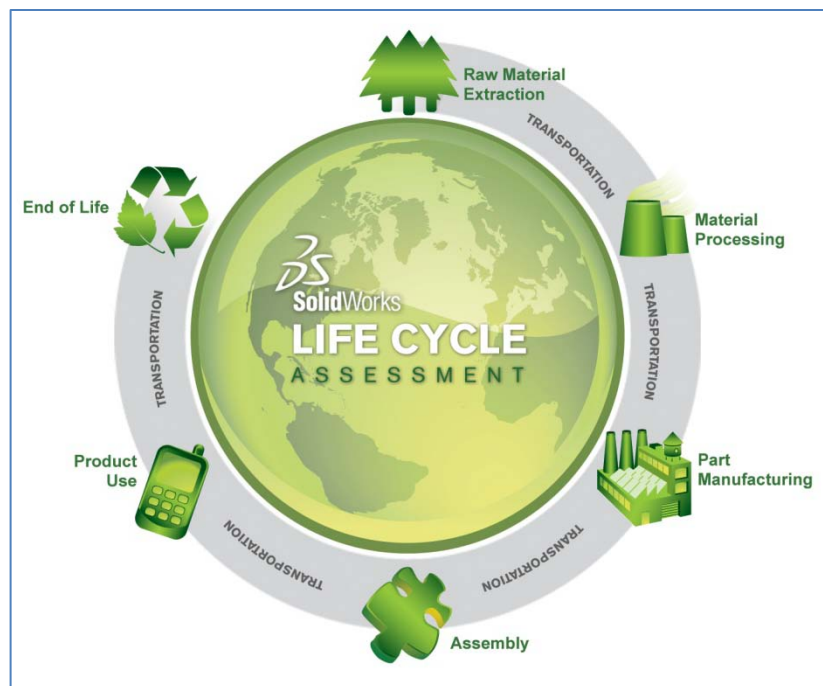 Raw Material
Extraction
TRANSPORTATION
Material
Processing
TRANSPORTATION
Part
Manufacturing
TRANSPORTATION
Assembly
TRANSPORTATION
Product
Use
TRANSPORTATION
End of Life
SolidWorks
LIFE CYCLE
ASSESSMENT